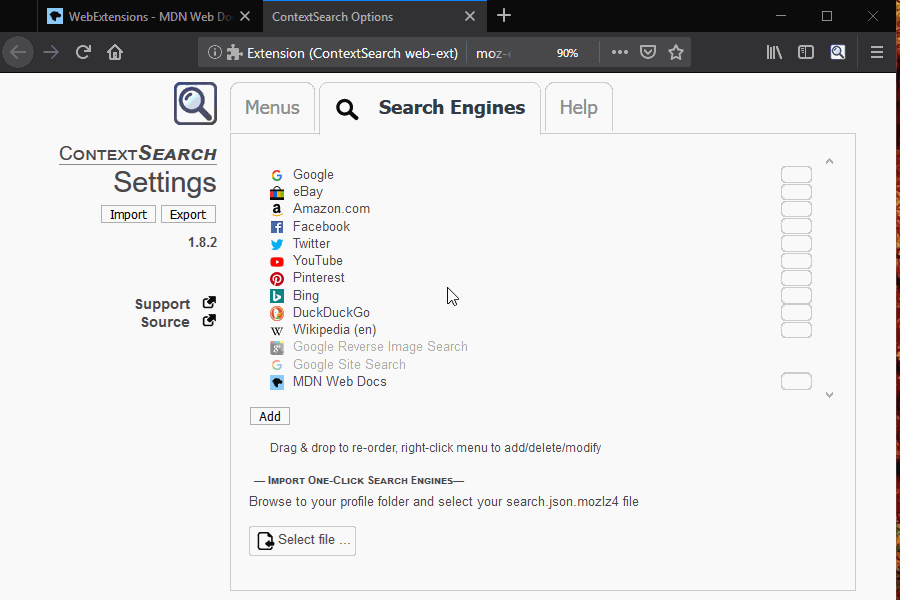 WebExtensions - MDN Web Do
ContextSearch Options
Extension (ContextSearch web-ext)
moz-
90%
Menus
Search Engines
Help
ContextSEARCH
Settings
Import
Export
1.8.2
Support
Source
Google
eBay
Amazon.com
Facebook
Twitter
YouTube
Pinterest
Bing
DuckDuckGo
Wikipedia (en)
Google Reverse Image Search
Google Site Search
MDN Web Docs
Add
Drag & drop to re-order, right-click menu to add/delete/modify
— Import One-Click Search Engines—
Browse to your profile folder and select your search.json.mozlz4 file
Select file ...